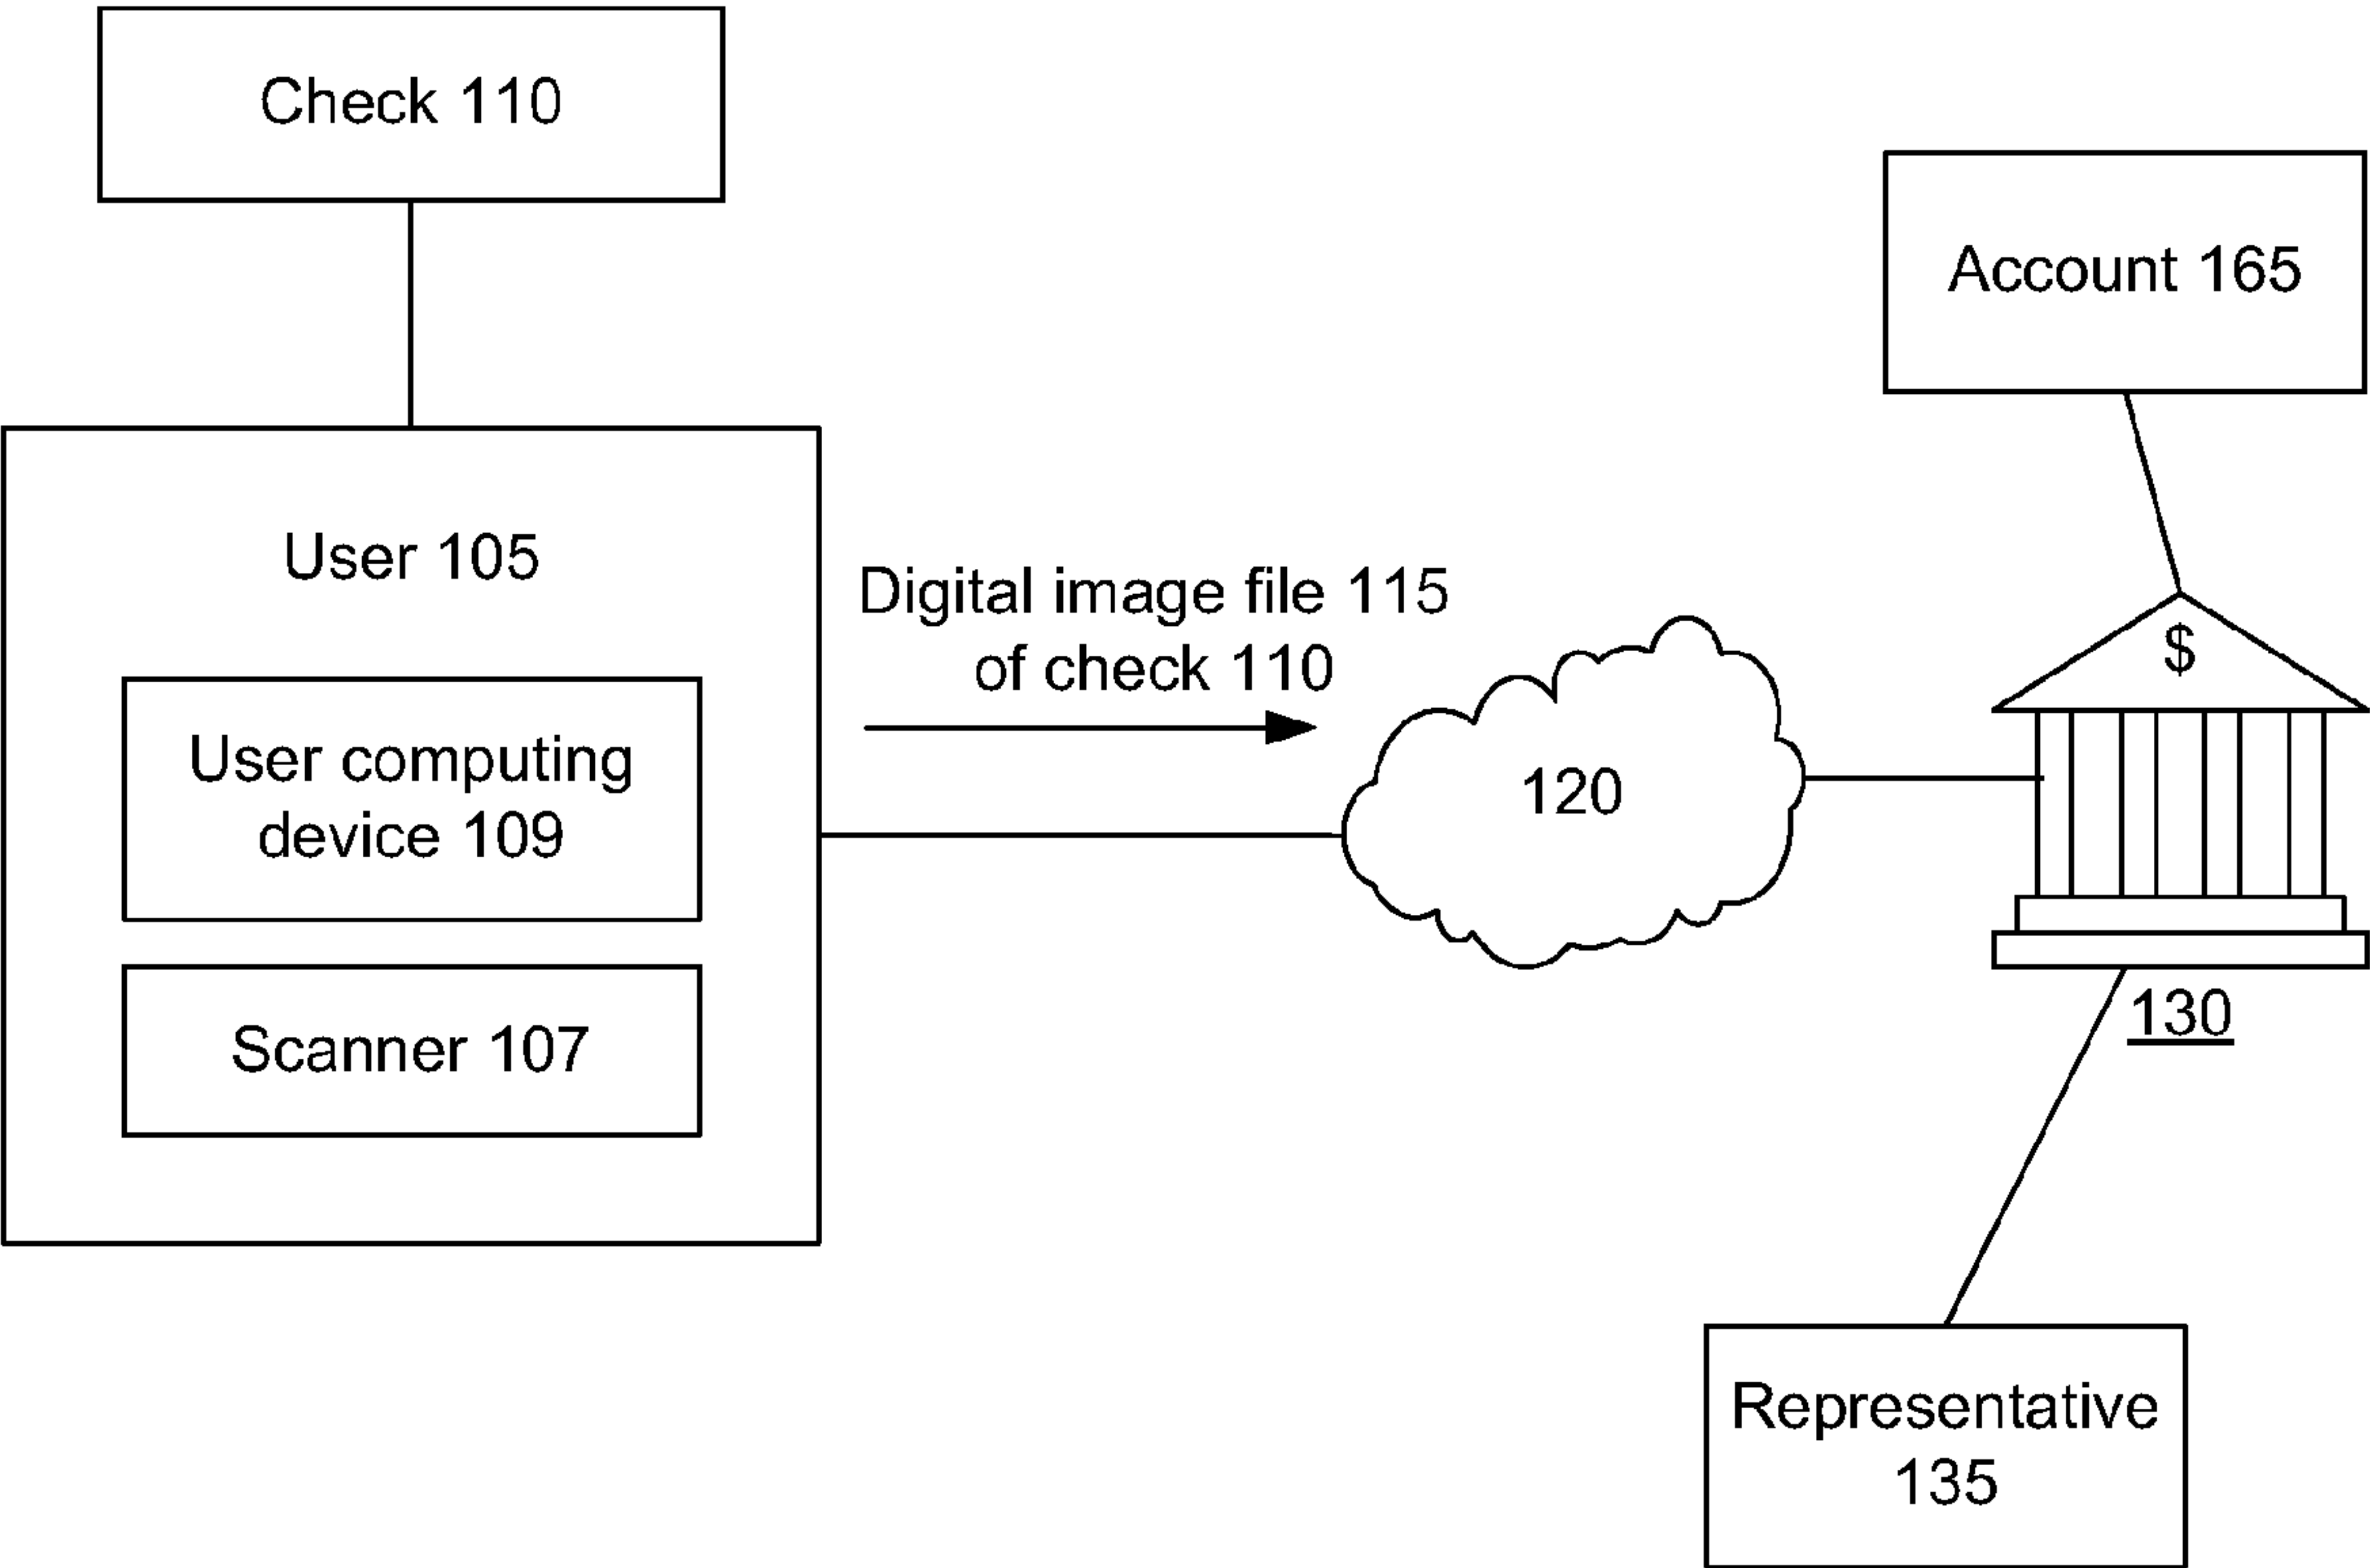 Check 110
Account 165
User 105
Digital image file 115
of check 110
$
User computing
device 109
120
Scanner 107
130
Representative
135